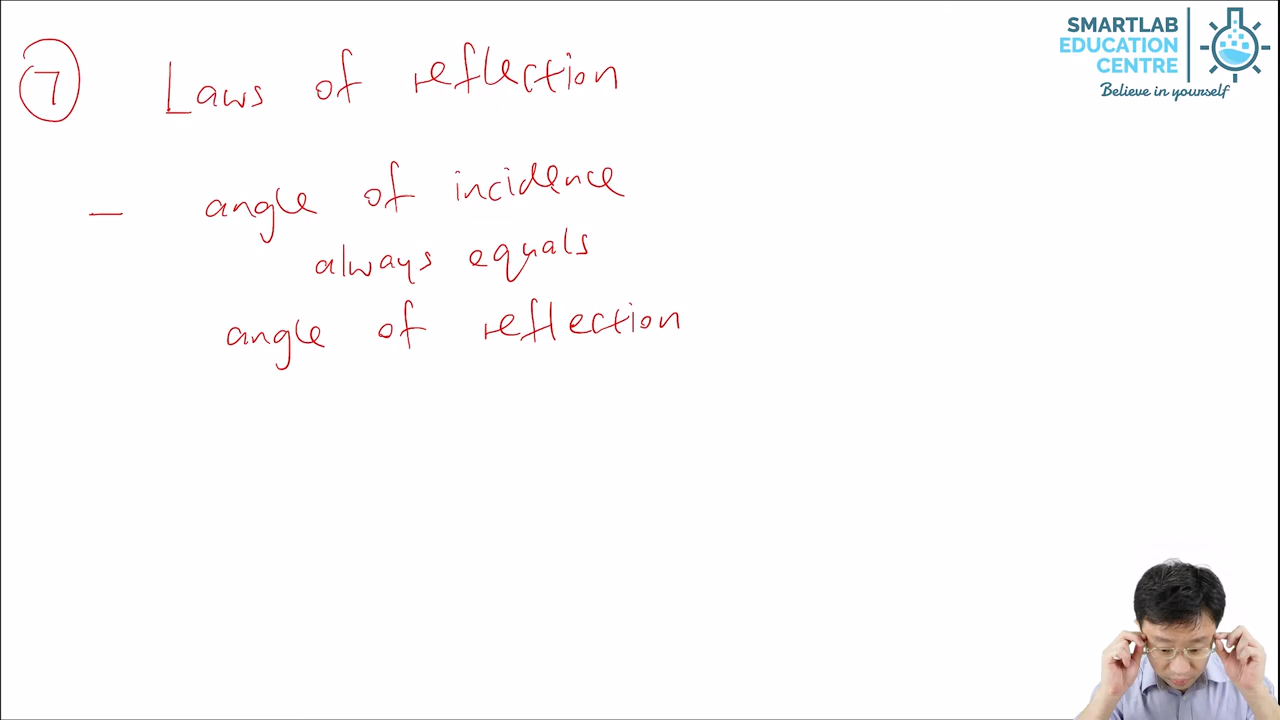 7 Laws of reflection
SMARTLAB
EDUCATION
CENTRE
Believe in yourself
– angle of incidence
always equals
angle of reflection